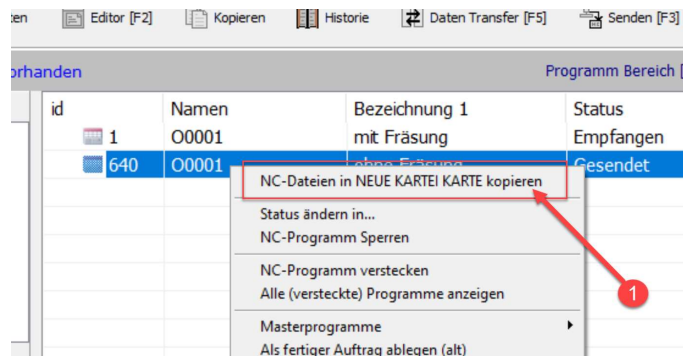 Editor [F2] Kopieren Historie Daten Transfer [F5] Senden [F3]
Programm Bereich
id Namen Bezeichnung 1 Status
1 O0001 mit Fräsung Empfangen
640 O0001 ohne Fräsung Gesendet
NC-Dateien in NEUE KARTEI KARTE kopieren
Status ändern in...
NC-Programm Sperren
NC-Programm verstecken
Alle (versteckte) Programme anzeigen
1
Masterprogramme
Als fertiger Auftrag ablegen (alt)